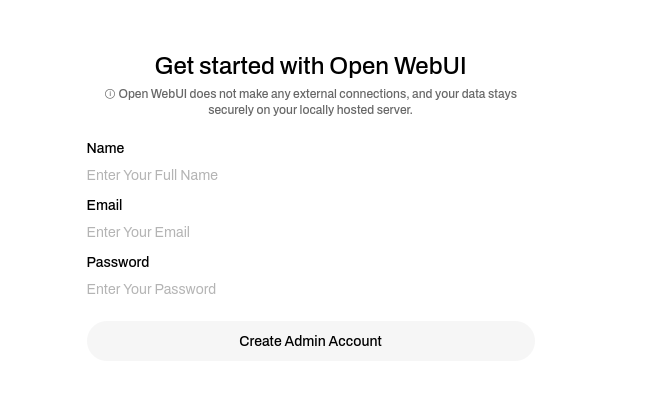 Get started with Open WebUI
ⓘ Open WebUI does not make any external connections, and your data stays
securely on your locally hosted server.
Name
Enter Your Full Name
Email
Enter Your Email
Password
Enter Your Password
Create Admin Account